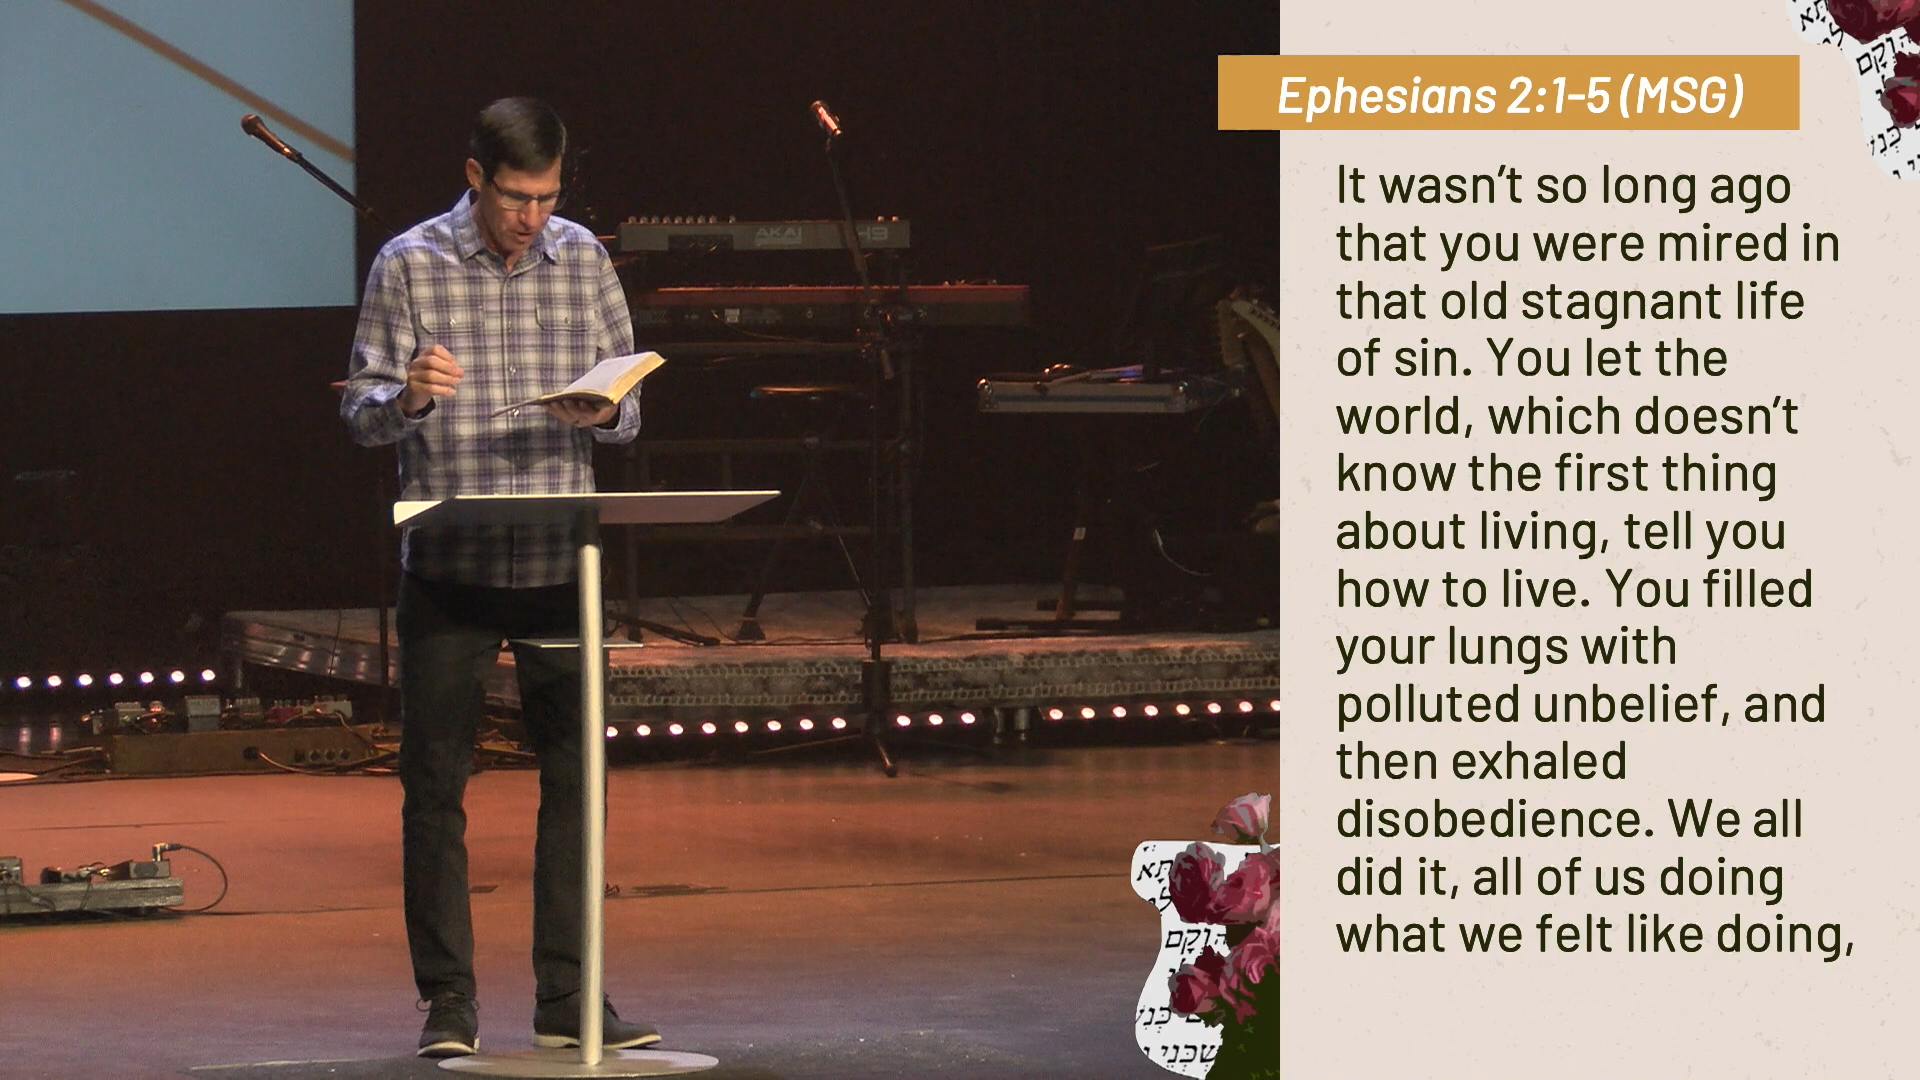 Ephesians 2:1-5 (MSG)
It wasn’t so long ago
that you were mired in
that old stagnant life
of sin. You let the
world, which doesn’t
know the first thing
about living, tell you
how to live. You filled
your lungs with
polluted unbelief, and
then exhaled
disobedience. We all
did it, all of us doing
what we felt like doing,
AKAI